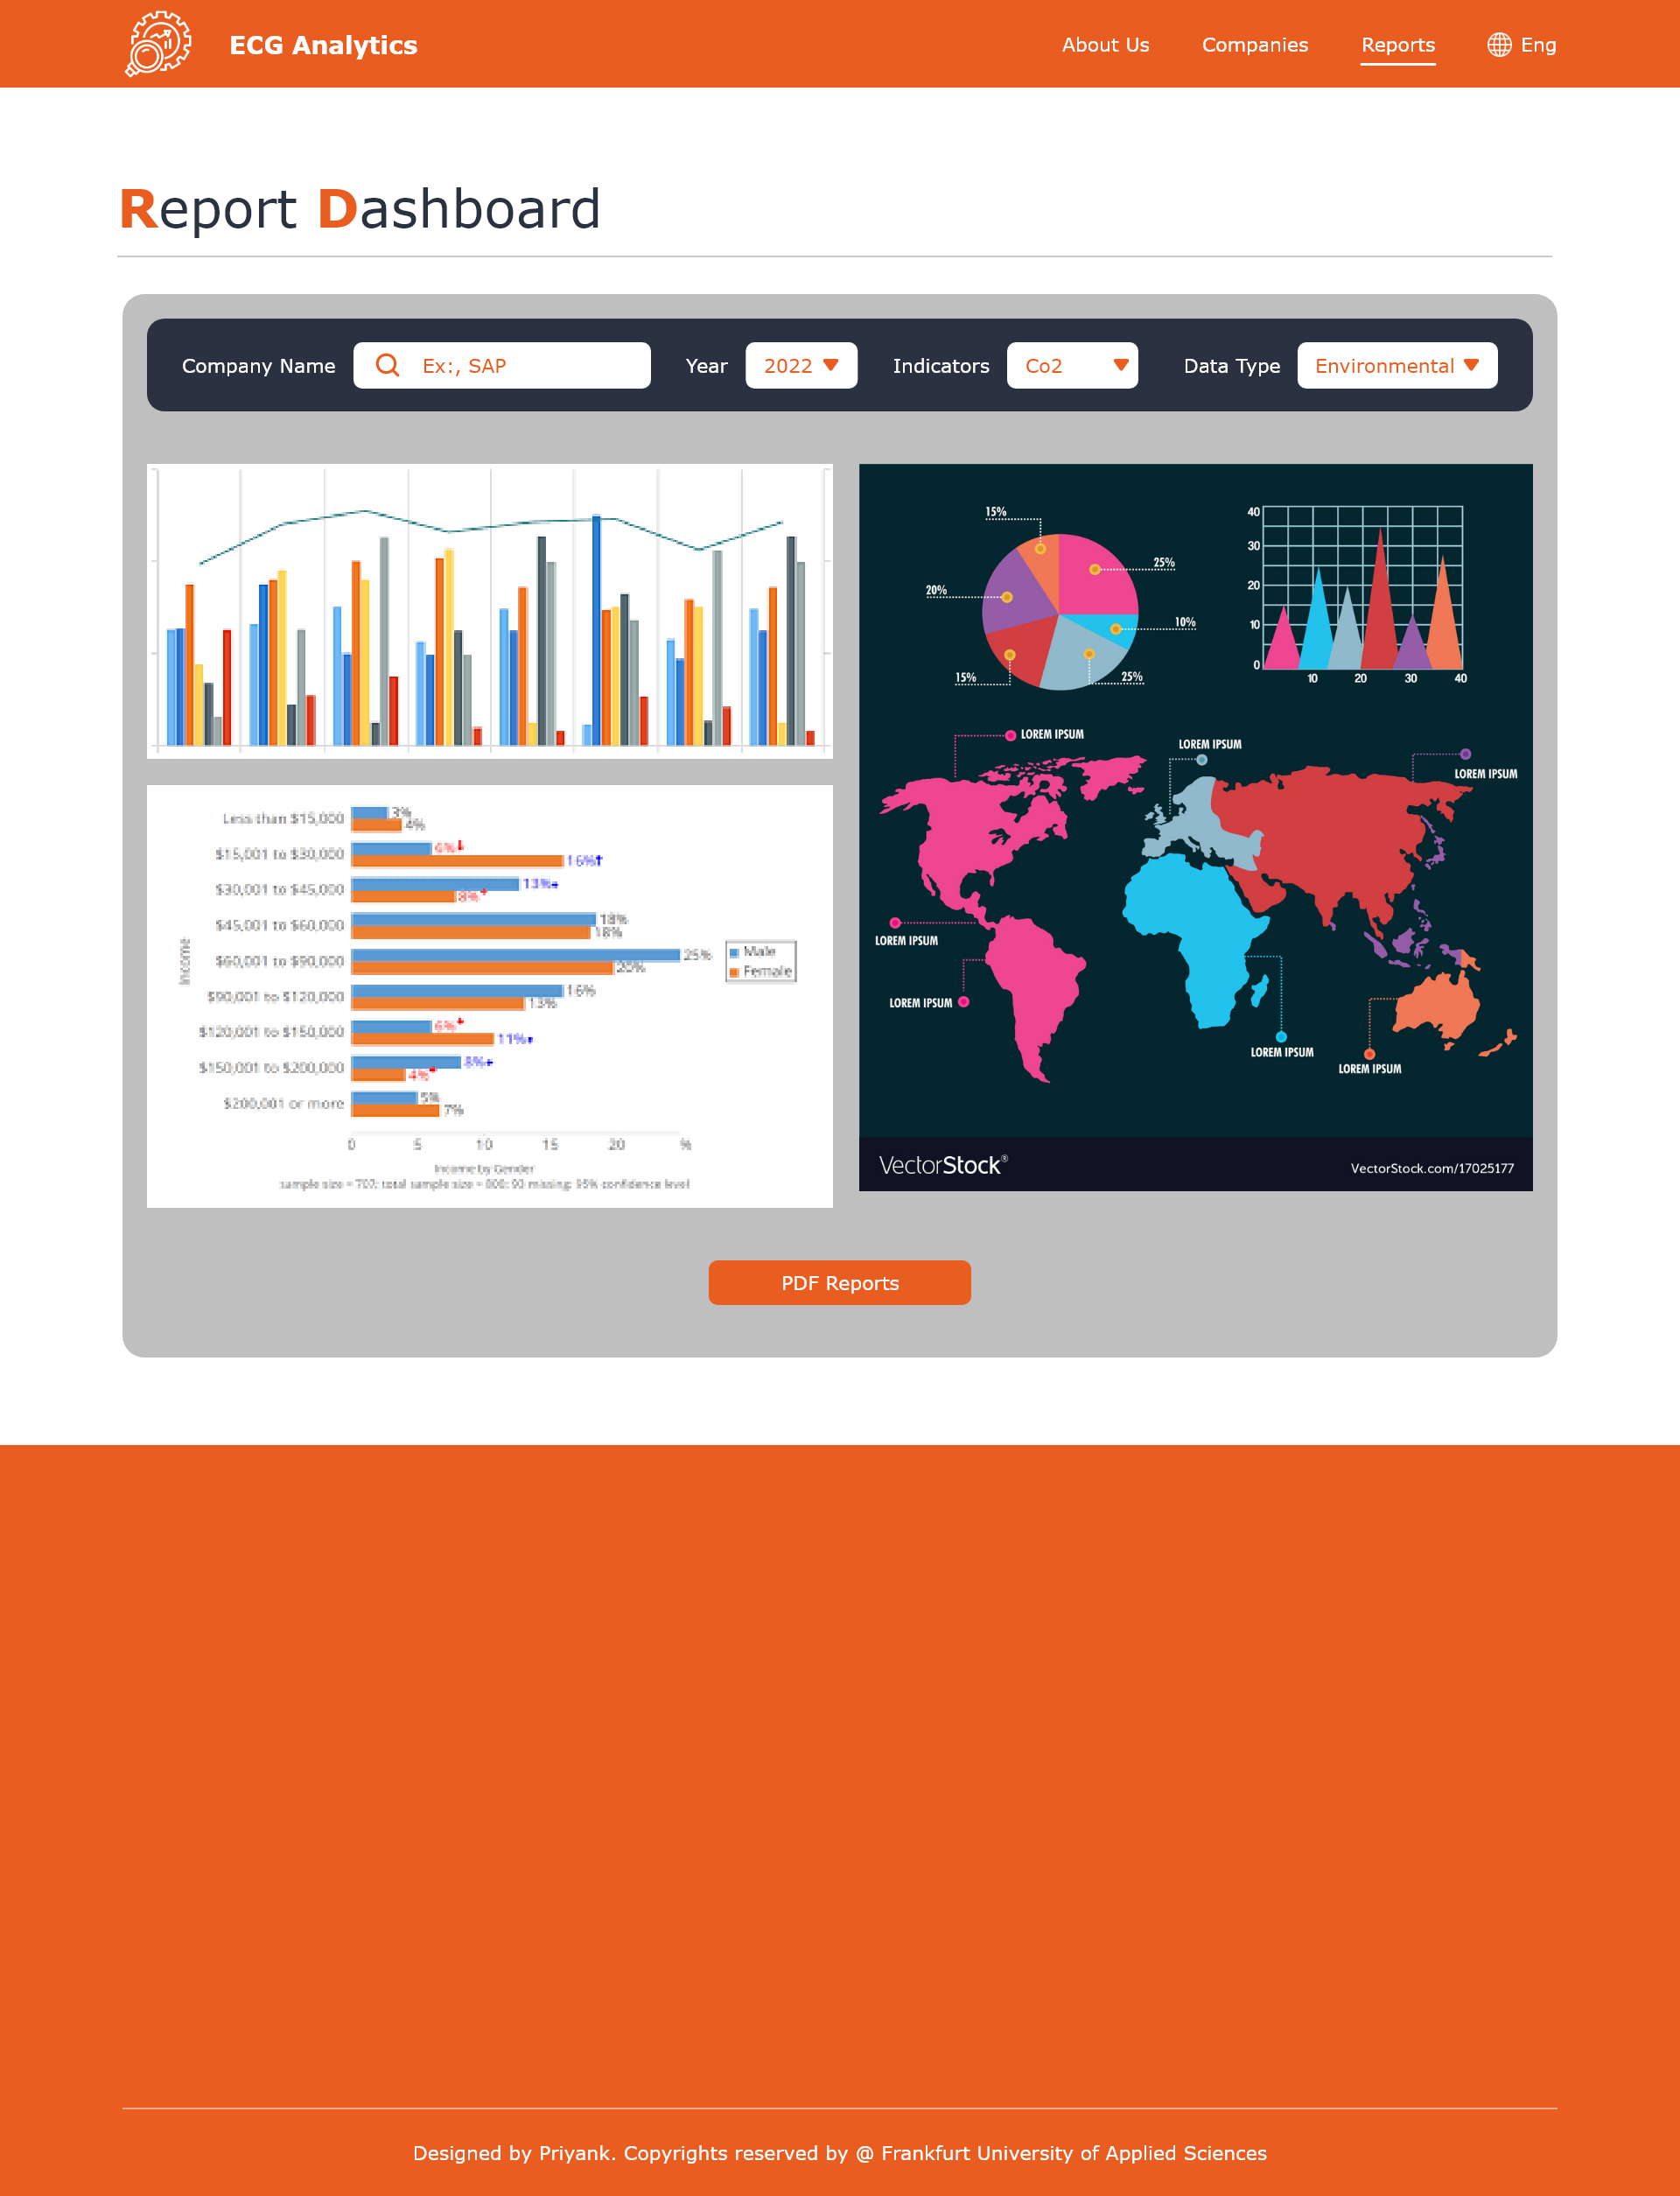 ECG Analytics
About Us
Companies
Reports
Eng
Report Dashboard
Company Name
Ex:, SAP
Year
2022
Indicators
Co2
Data Type
Environmental
Income
Less than $15,000
3%
4%
$15,001 to $30,000
6%
16%
$30,001 to $45,000
13%
8%
$45,001 to $60,000
18%
18%
$60,001 to $90,000
25%
20%
$90,001 to $120,000
16%
13%
$120,001 to $150,000
6%
11%
$150,001 to $200,000
8%
4%
$200,001 or more
5%
7%
Male
Female
0 5 10 15 20 %
Income by Gender
sample size = 707; total sample size = 800; 93 missing; 95% confidence level
15%
25%
20%
10%
15%
25%
40
30
20
10
0
10 20 30 40
LOREM IPSUM
LOREM IPSUM
LOREM IPSUM
LOREM IPSUM
LOREM IPSUM
LOREM IPSUM
LOREM IPSUM
VectorStock®
VectorStock.com/17025177
PDF Reports
Designed by Priyank. Copyrights reserved by @ Frankfurt University of Applied Sciences